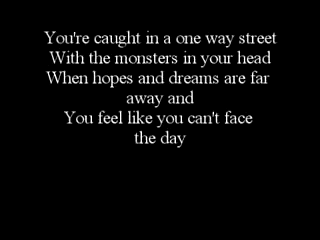 You're caught in a one way street
With the monsters in your head
When hopes and dreams are far
away and
You feel like you can't face
the day